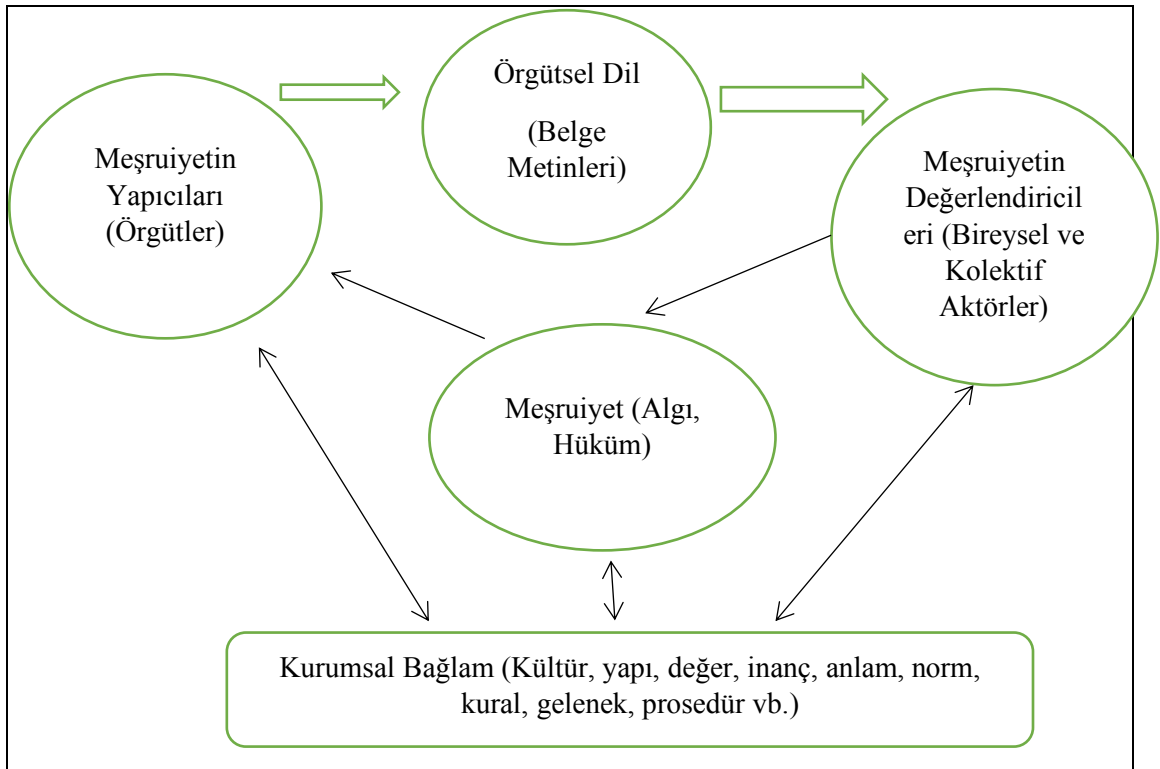 Meşruiyetin
Yapıcıları
(Örgütler)
Örgütsel Dil
(Belge
Metinleri)
Meşruiyetin
Değerlendiricil
eri (Bireysel ve
Kolektif
Aktörler)
Meşruiyet (Algı,
Hüküm)
Kurumsal Bağlam (Kültür, yapı, değer, inanç, anlam, norm,
kural, gelenek, prosedür vb.)